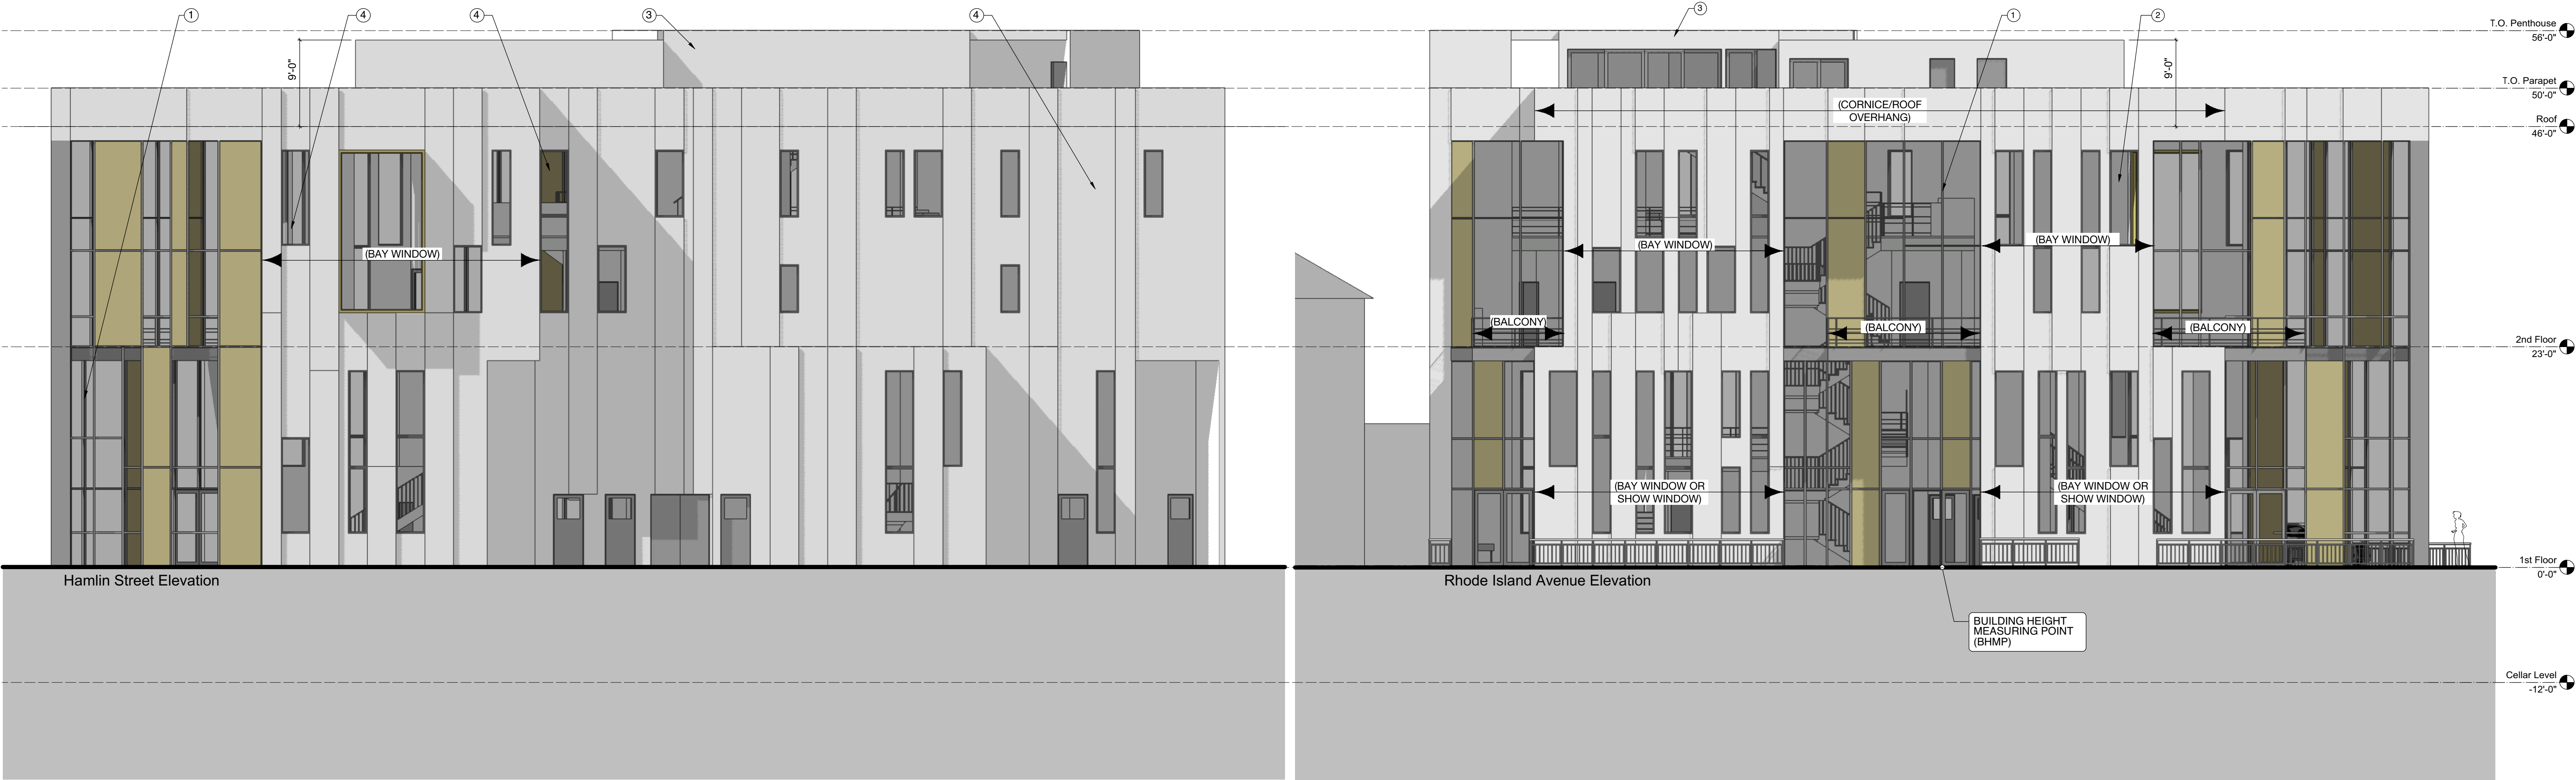 1
4
4
3
4
3
1
2
T.O. Penthouse
56'-0"
9'-0"
9'-0"
T.O. Parapet
50'-0"
(CORNICE/ROOF
OVERHANG)
Roof
46'-0"
(BAY WINDOW)
(BAY WINDOW)
(BAY WINDOW)
(BALCONY)
(BALCONY)
(BALCONY)
2nd Floor
23'-0"
(BAY WINDOW OR
SHOW WINDOW)
(BAY WINDOW OR
SHOW WINDOW)
1st Floor
0'-0"
Hamlin Street Elevation
Rhode Island Avenue Elevation
BUILDING HEIGHT
MEASURING POINT
(BHMP)
Cellar Level
-12'-0"